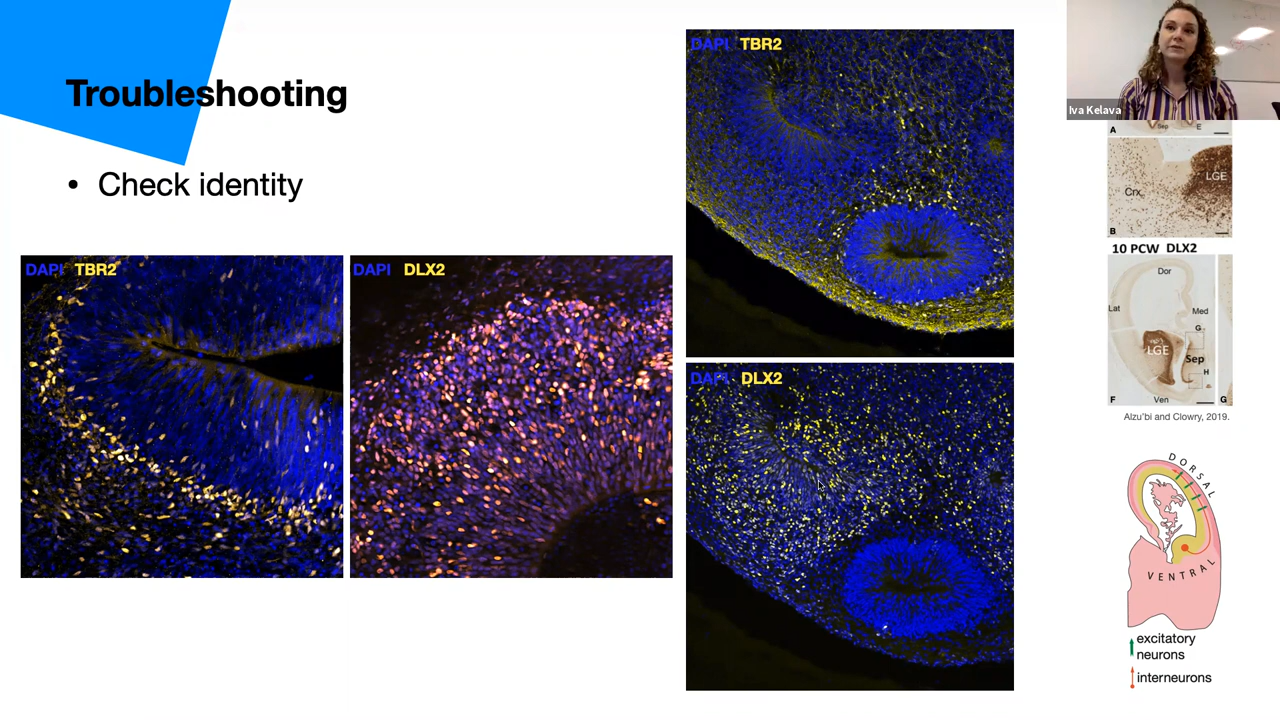 Troubleshooting
• Check identity
DAPI TBR2
DAPI DLX2
DAPI TBR2
DAPI DLX2
Iva Kelava
Sep
E
A
LGE
Crx
B
10 PCW DLX2
Dor
Lat
Med
G
LGE
Sep
H
F
Ven
G
Alzu'bi and Clowry, 2019.
DORSAL
VENTRAL
excitatory
neurons
interneurons